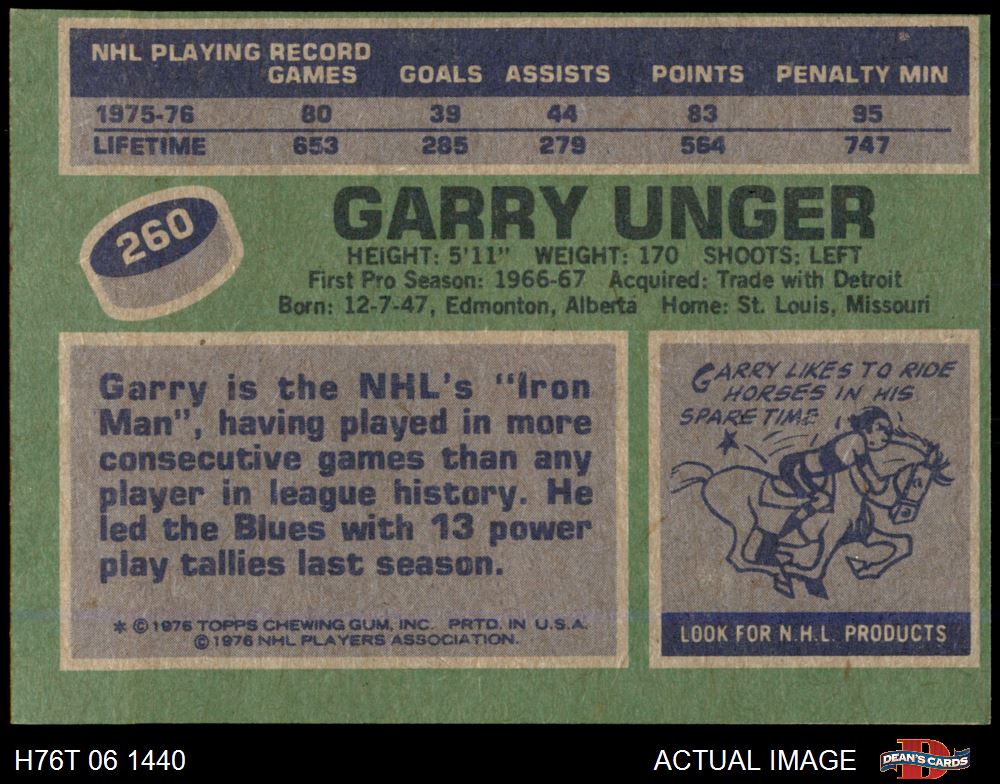 NHL PLAYING RECORD
GAMES GOALS ASSISTS POINTS PENALTY MIN
1975-76 80 39 44 83 95
LIFETIME 653 285 279 564 747
260
GARRY UNGER
HEIGHT: 5'11" WEIGHT: 170 SHOOTS: LEFT
First Pro Season: 1966-67 Acquired: Trade with Detroit
Born: 12-7-47, Edmonton, Alberta Home: St. Louis, Missouri
Garry is the NHL's "Iron
Man", having played in more
consecutive games than any
player in league history. He
led the Blues with 13 power
play tallies last season.
* © 1976 TOPPS CHEWING GUM, INC. PRTD. IN U.S.A.
© 1976 NHL PLAYERS ASSOCIATION.
GARRY LIKES TO RIDE
HORSES IN HIS
SPARE TIME
LOOK FOR N.H.L. PRODUCTS
H76T 06 1440
ACTUAL IMAGE
DEAN'S CARDS